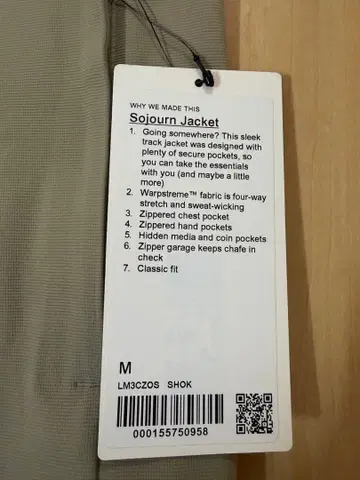 WHY WE MADE THIS
Sojourn Jacket
1. Going somewhere? This sleek
track jacket was designed with
plenty of secure pockets, so
you can take the essentials
with you (and maybe a little
more)
2. Warpstreme™ fabric is four-way
stretch and sweat-wicking
3. Zippered chest pocket
4. Zippered hand pockets
5. Hidden media and coin pockets
6. Zipper garage keeps chafe in
check
7. Classic fit
M
LM3CZOS SHOK
000155750958